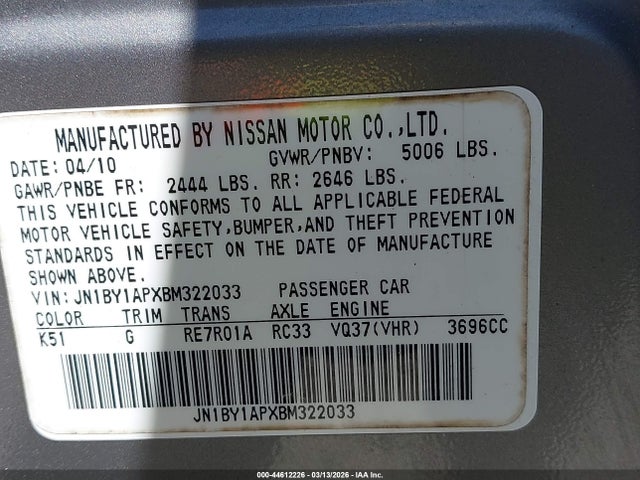 MANUFACTURED BY NISSAN MOTOR CO.,LTD.
DATE: 04/10 GVWR/PNBV: 5006 LBS.
GAWR/PNBE FR: 2444 LBS. RR: 2646 LBS.
THIS VEHICLE CONFORMS TO ALL APPLICABLE FEDERAL
MOTOR VEHICLE SAFETY,BUMPER,AND THEFT PREVENTION
STANDARDS IN EFFECT ON THE DATE OF MANUFACTURE
SHOWN ABOVE.
VIN:JN1BY1APXBM322033 PASSENGER CAR
COLOR TRIM TRANS AXLE ENGINE
K51 G RE7R01A RC33 VQ37(VHR) 3696CC
JN1BY1APXBM322033
000-44612226 | 03/13/2026 | IAA Inc.